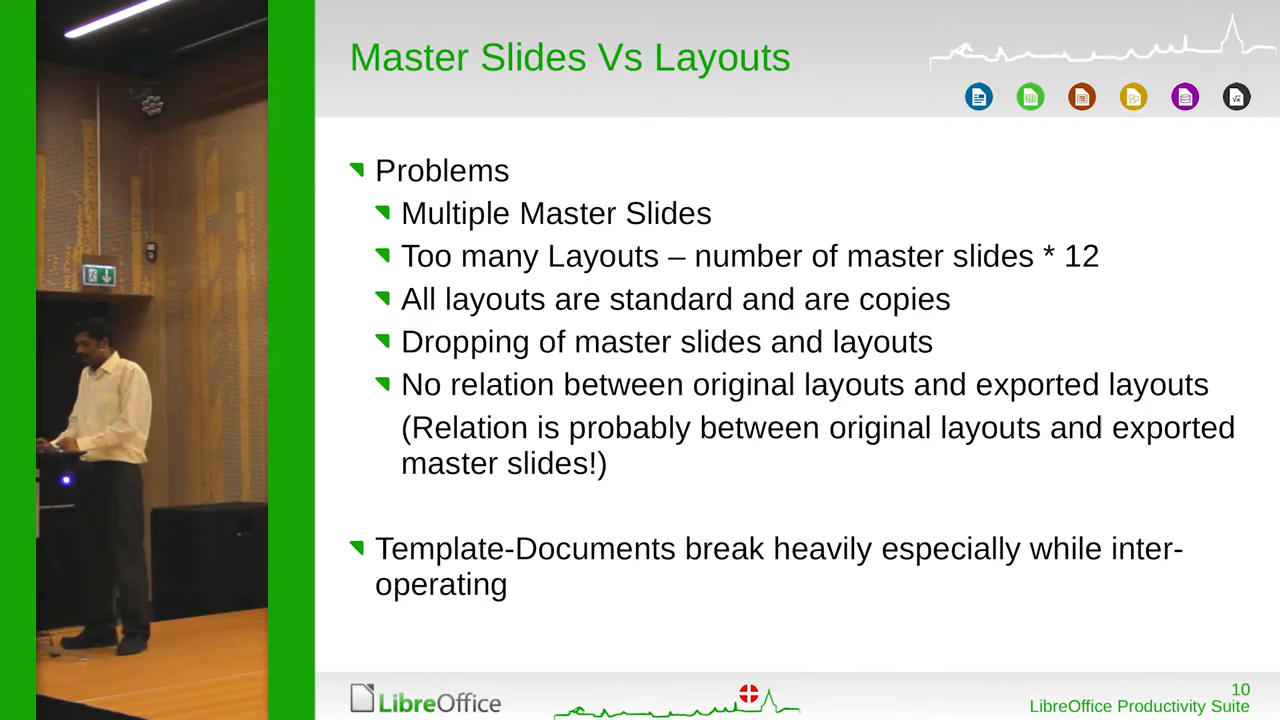 Master Slides Vs Layouts
Problems
Multiple Master Slides
Too many Layouts – number of master slides * 12
All layouts are standard and are copies
Dropping of master slides and layouts
No relation between original layouts and exported layouts
(Relation is probably between original layouts and exported
master slides!)
Template-Documents break heavily especially while inter-
operating
LibreOffice
10
LibreOffice Productivity Suite